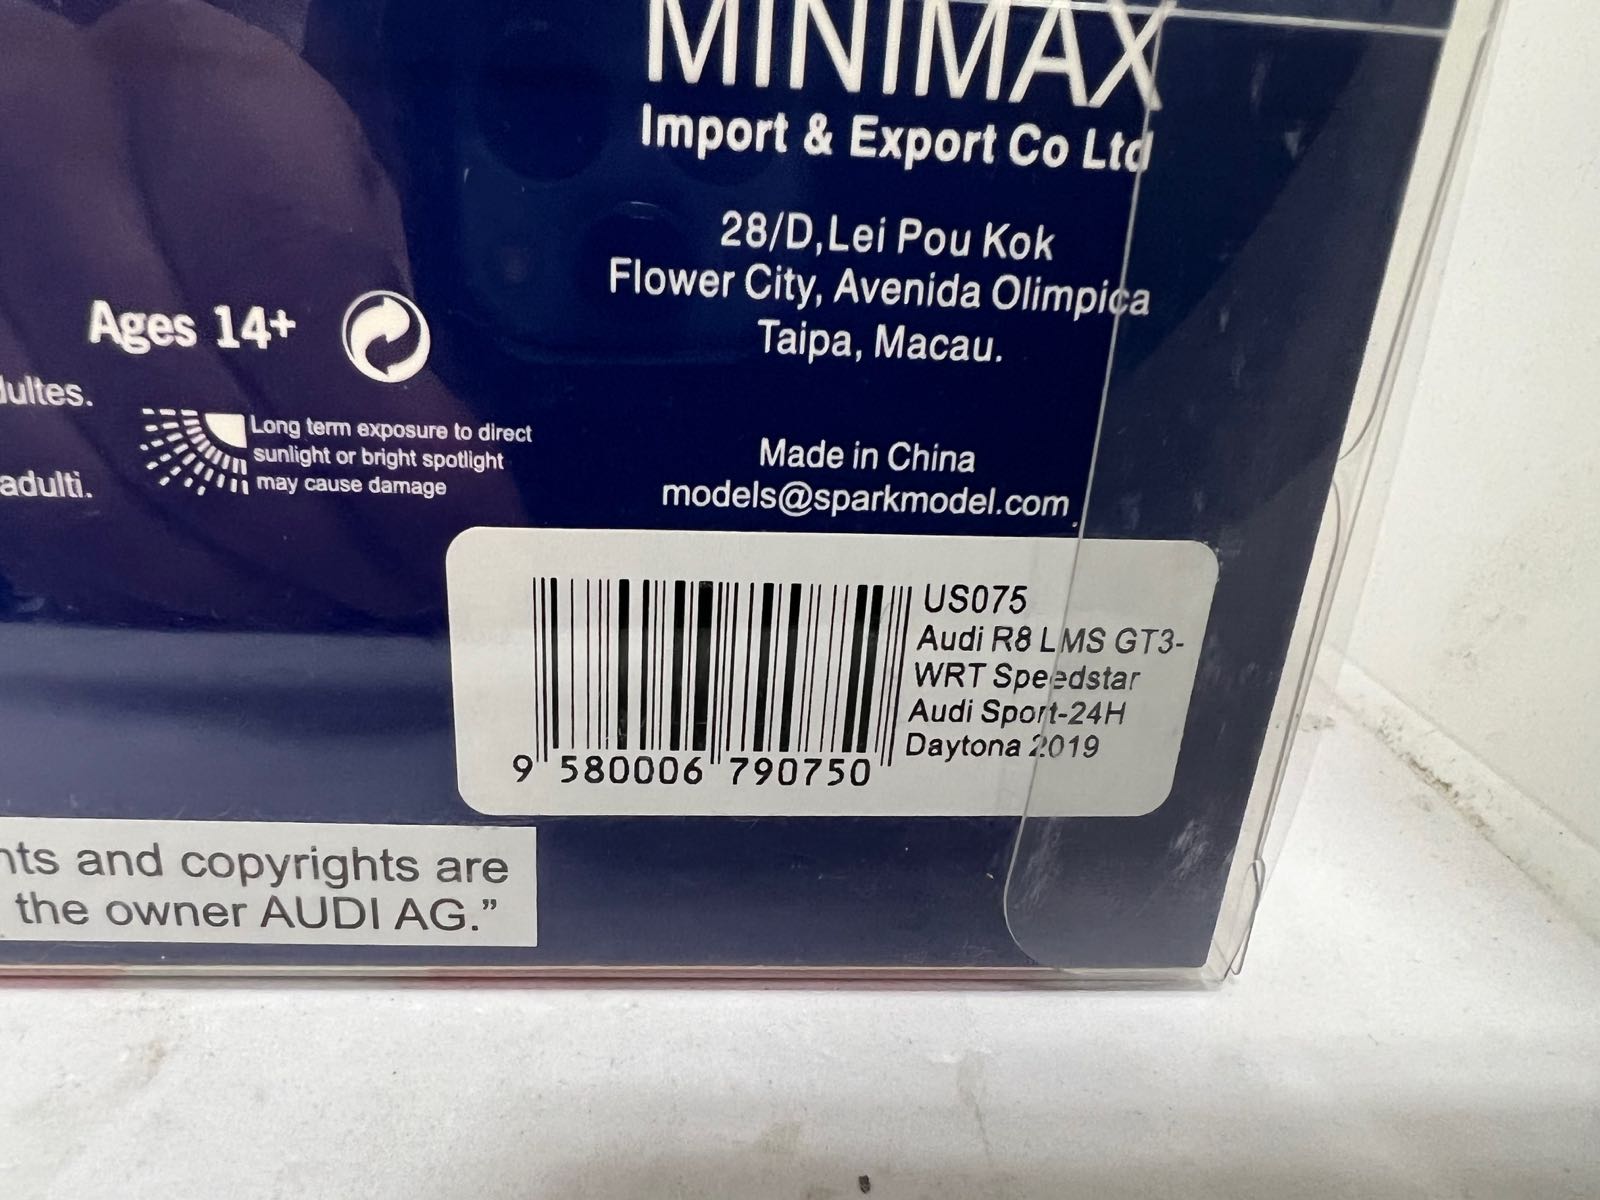 MINIMAX
Import & Export Co Ltd
28/D,Lei Pou Kok
Flower City, Avenida Olimpica
Taipa, Macau.
Ages 14+
dultes.
Long term exposure to direct
sunlight or bright spotlight
may cause damage
adulti.
Made in China
models@sparkmodel.com
US075
Audi R8 LMS GT3-
WRT Speedstar
Audi Sport-24H
Daytona 2019
9 580006 790750
nts and copyrights are
the owner AUDI AG.”